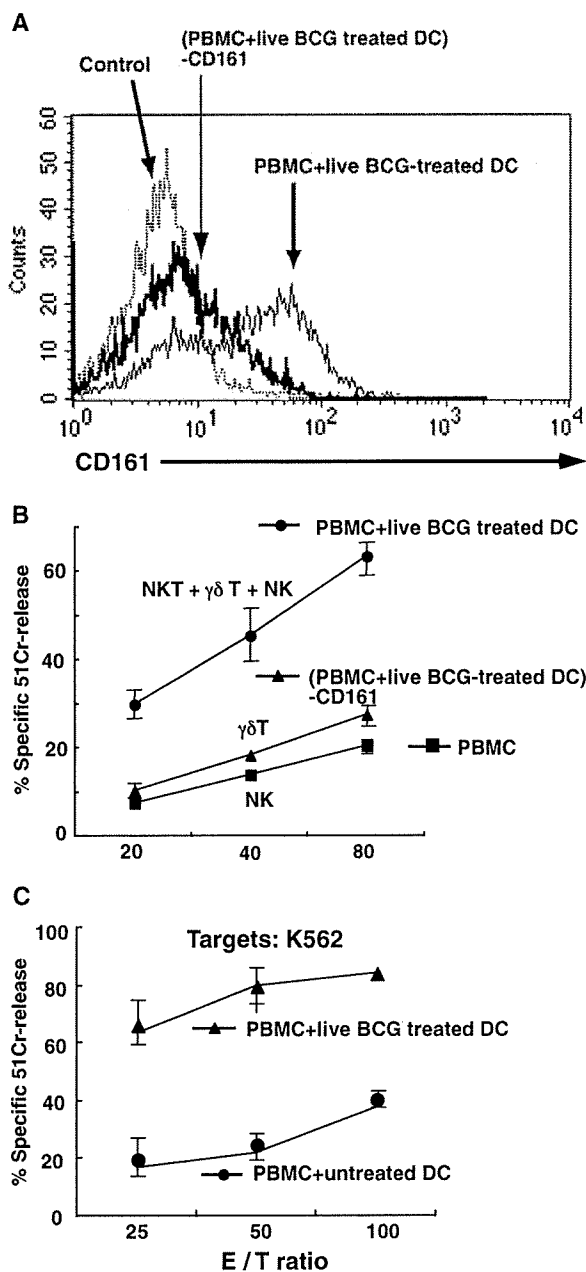 A
(PBMC+live BCG treated DC)
-CD161
Control
PBMC+live BCG-treated DC
Counts
60
50
40
30
20
10
0
10^0
10^1
10^2
10^3
10^4
CD161
B
PBMC+live BCG treated DC
NKT + γδ T + NK
(PBMC+live BCG-treated DC)
-CD161
γδT
PBMC
NK
% Specific 51Cr-release
60
40
20
0
20
40
80
C
Targets: K562
PBMC+live BCG treated DC
PBMC+untreated DC
% Specific 51Cr-release
100
80
60
40
20
0
25
50
100
E / T ratio